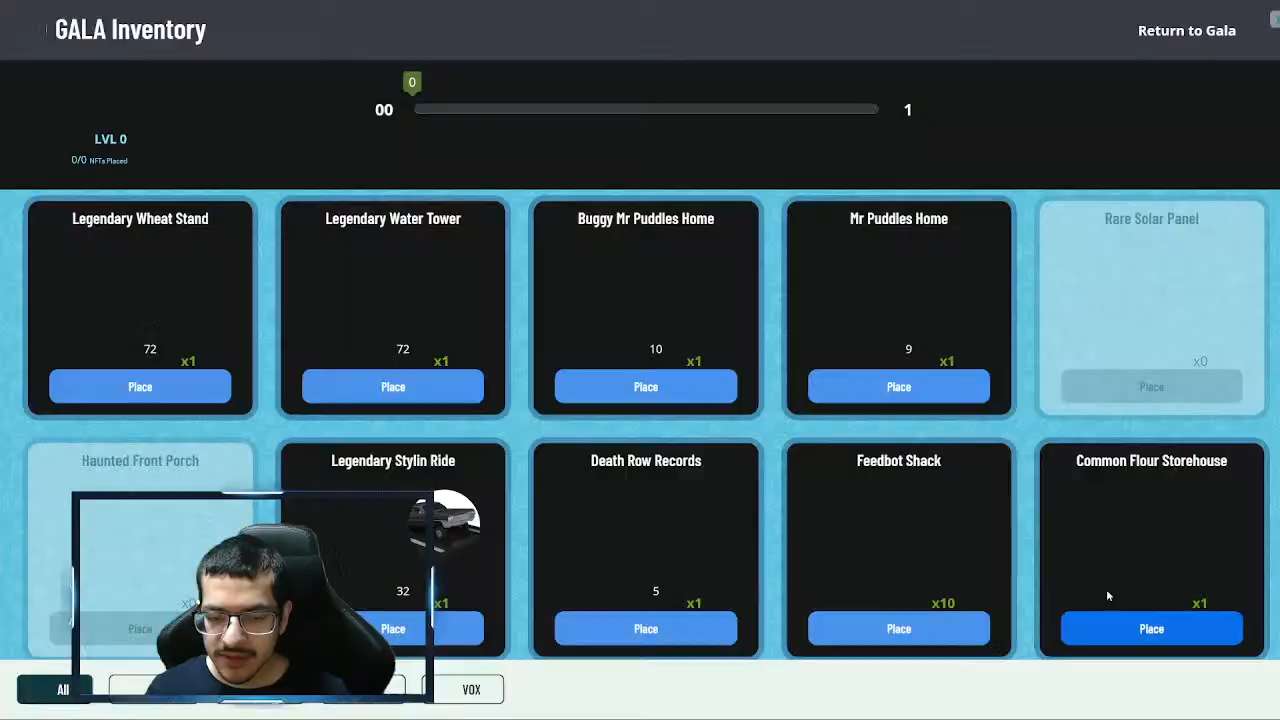 GALA Inventory
Return to Gala
0
00
1
LVL 0
0/0 NFTs Placed
Legendary Wheat Stand
Legendary Water Tower
Buggy Mr Puddles Home
Mr Puddles Home
Rare Solar Panel
72
x1
72
x1
10
x1
9
x1
x0
Place
Place
Place
Place
Place
Haunted Front Porch
Legendary Stylin Ride
Death Row Records
Feedbot Shack
Common Flour Storehouse
32
x1
5
x1
x10
x1
Place
Place
Place
Place
Place
All
VOX